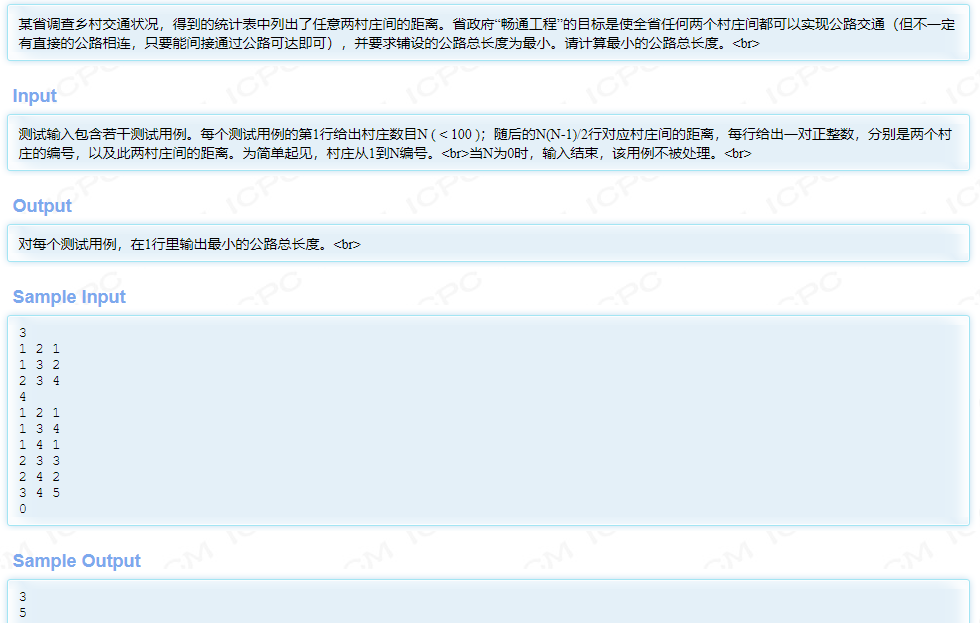 某省调查乡村交通状况，得到的统计表中列出了任意两村庄间的距离。省政府“畅通工程”的目标是使全省任何两个村庄间都可以实现公路交通（但不一定
有直接的公路相连，只要能间接通过公路可达即可），并要求铺设的公路总长度为最小。请计算最小的公路总长度。<br>
Input
测试输入包含若干测试用例。每个测试用例的第1行给出村庄数目N ( < 100 )；随后的N(N-1)/2行对应村庄间的距离，每行给出一对正整数，分别是两个村
庄的编号，以及此两村庄间的距离。为简单起见，村庄从1到N编号。<br>当N为0时，输入结束，该用例不被处理。<br>
Output
对每个测试用例，在1行里输出最小的公路总长度。<br>
Sample Input
3
1 2 1
1 3 2
2 3 4
4
1 2 1
1 3 4
1 4 1
2 3 3
2 4 2
3 4 5
0
Sample Output
3
5